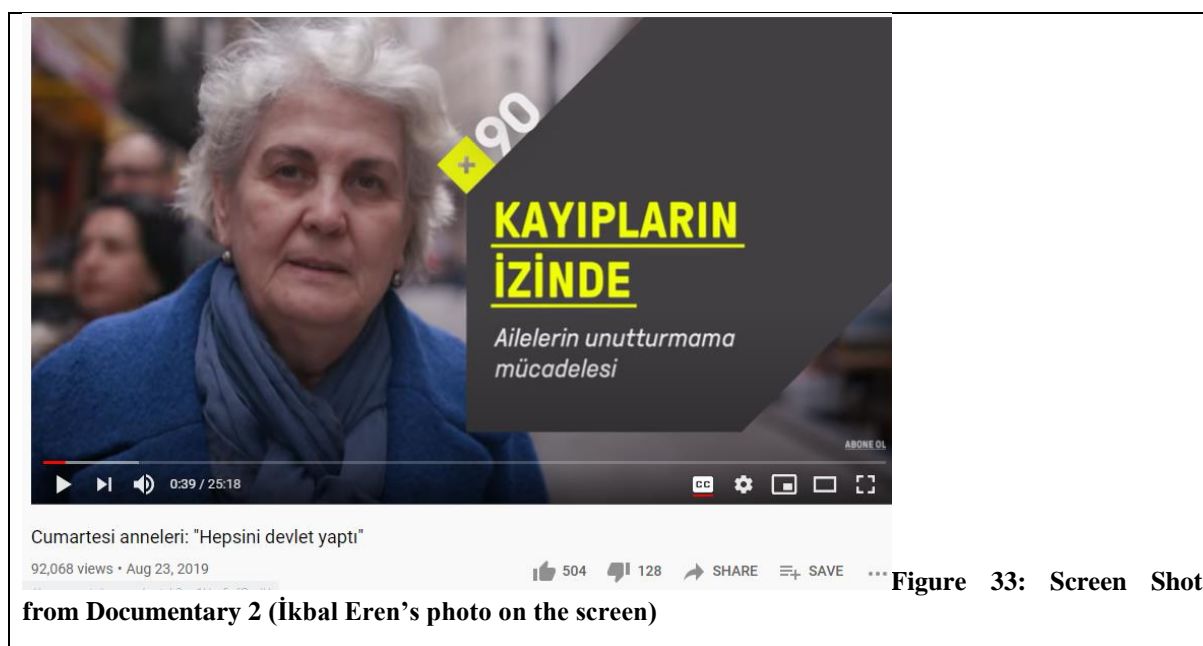 +90
KAYIPLARIN
İZİNDE
Ailelerin unutturmama
mücadelesi
ABONE OL
0:39 / 25:18
CC
Cumartesi anneleri: "Hepsini devlet yaptı"
92,068 views • Aug 23, 2019
504 128 SHARE SAVE
Figure 33: Screen Shot
from Documentary 2 (İkbal Eren’s photo on the screen)